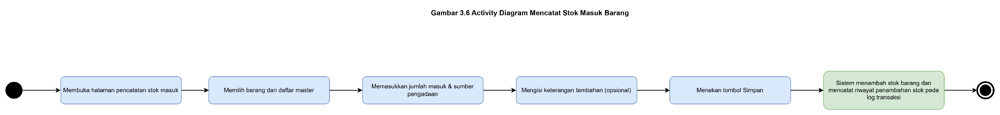 Gambar 3.6 Activity Diagram Mencatat Stok Masuk Barang
Membuka halaman pencatatan stok masuk
Memilih barang dari daftar master
Memasukkan jumlah masuk & sumber
pengadaan
Mengisi keterangan tambahan (opsional)
Menekan tombol Simpan
Sistem menambah stok barang dan
mencatat riwayat penambahan stok pada
log transaksi